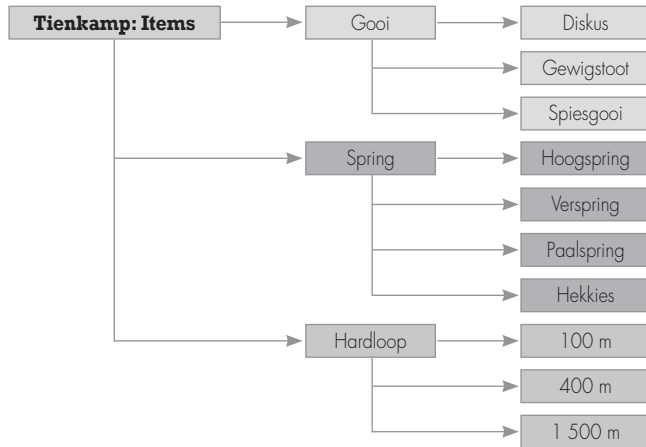 Tienkamp: Items
Gooi
Diskus
Gewigstoot
Spiesgooi
Spring
Hoogspring
Verspring
Paalspring
Hekkies
Hardloop
100 m
400 m
1 500 m